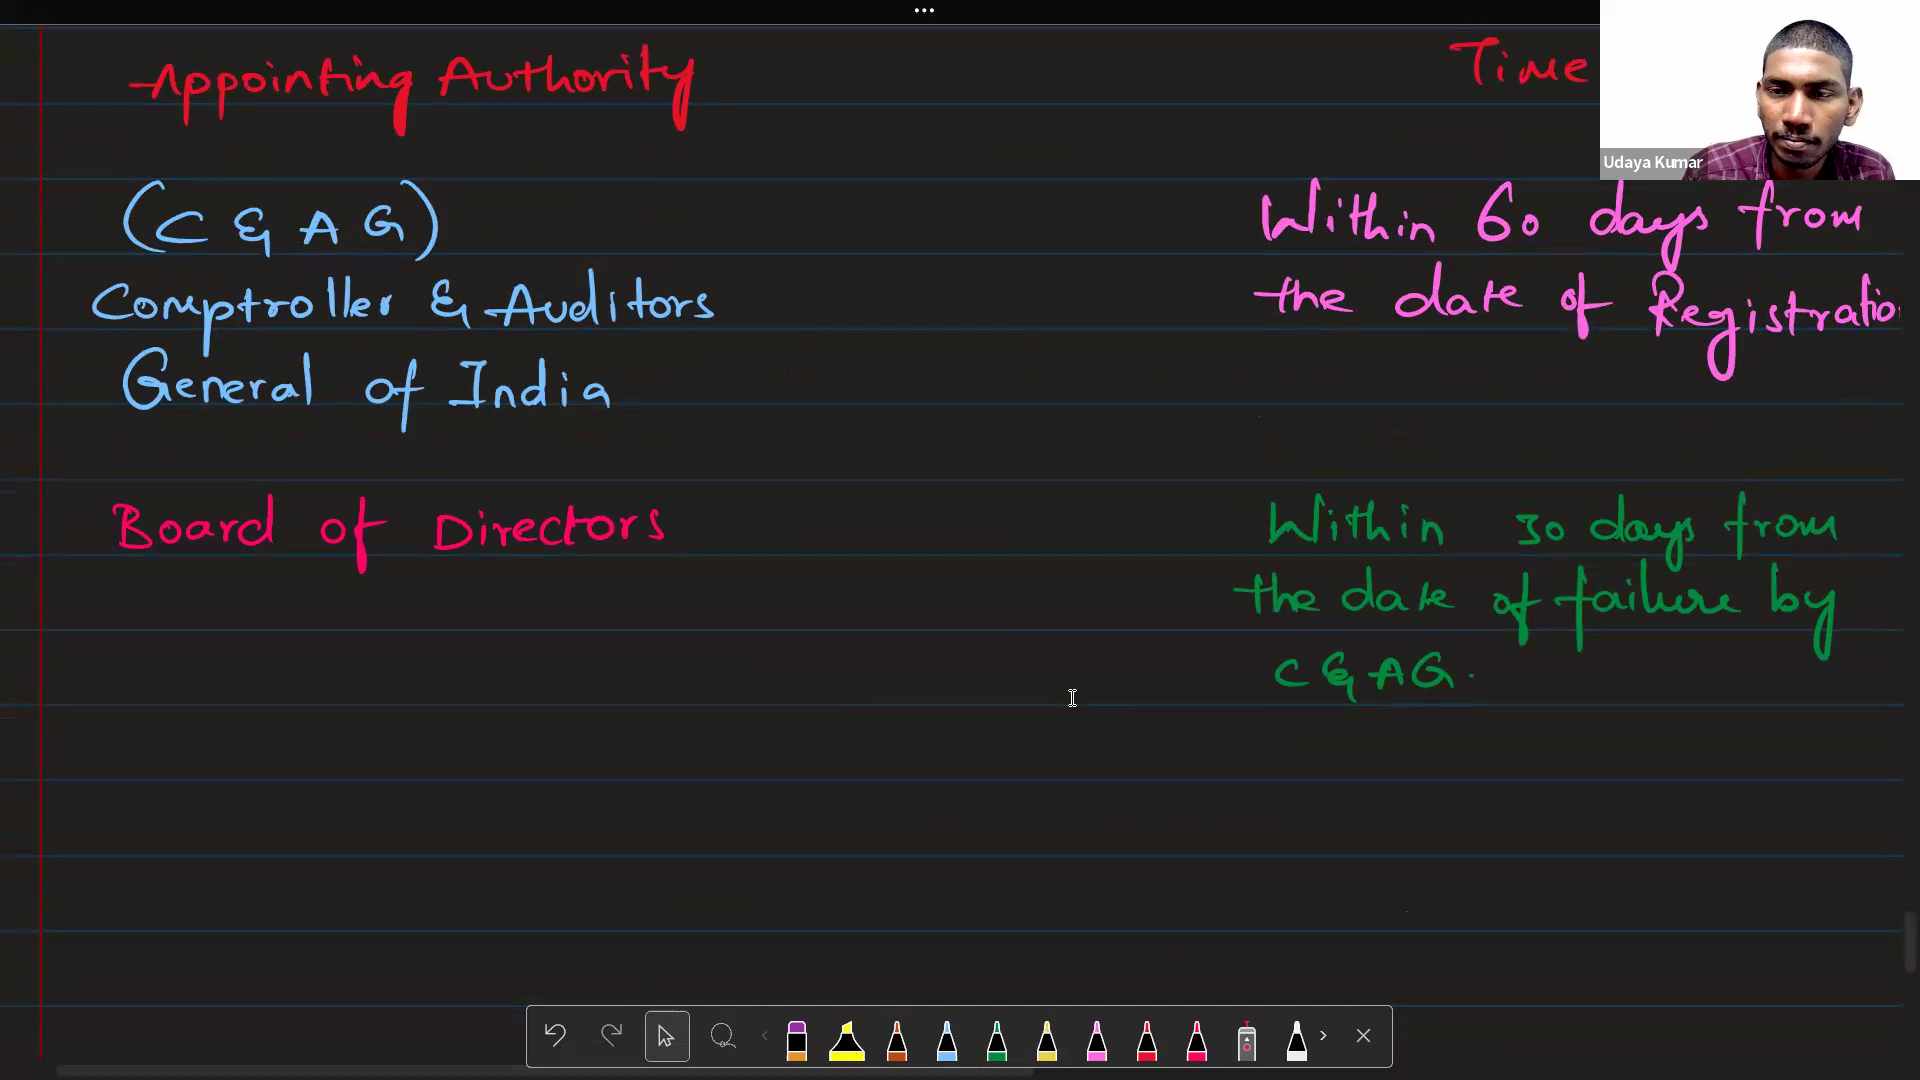 Appointing Authority
Time
Udaya Kumar
(C & A G)
Within 60 days from
Comptroller & Auditors
the date of Registratio
General of India
Board of Directors
Within 30 days from
the date of failure by
C & A G.